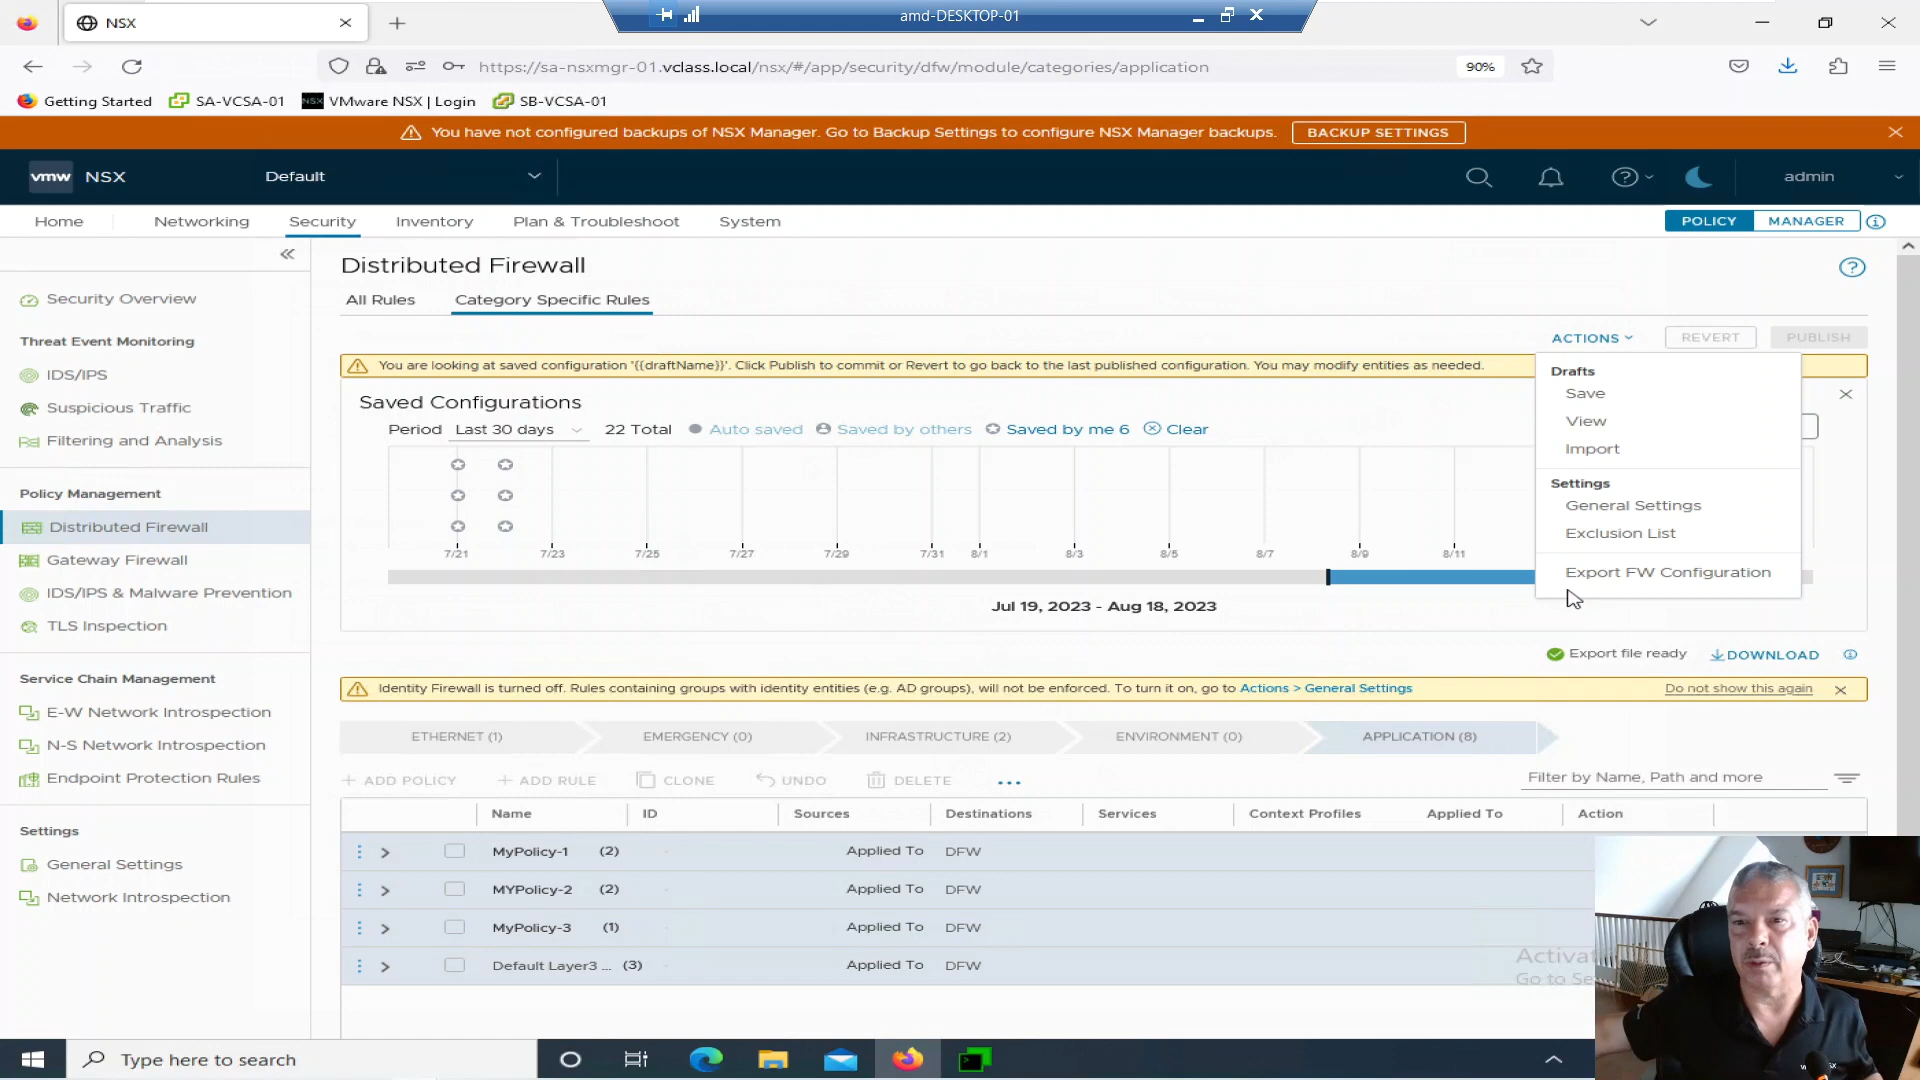 NSX
amd-DESKTOP-01
https://sa-nsxmgr-01.vclass.local/nsx/#/app/security/dfw/module/categories/application
90%
Getting Started
SA-VCSA-01
NSX
VMware NSX | Login
SB-VCSA-01
You have not configured backups of NSX Manager. Go to Backup Settings to configure NSX Manager backups.
BACKUP SETTINGS
vmw
NSX
Default
admin
Home
Networking
Security
Inventory
Plan & Troubleshoot
System
POLICY
MANAGER
Security Overview
Threat Event Monitoring
IDS/IPS
Suspicious Traffic
Filtering and Analysis
Policy Management
Distributed Firewall
Gateway Firewall
IDS/IPS & Malware Prevention
TLS Inspection
Service Chain Management
E-W Network Introspection
N-S Network Introspection
Endpoint Protection Rules
Settings
General Settings
Network Introspection
Distributed Firewall
All Rules
Category Specific Rules
ACTIONS
REVERT
PUBLISH
You are looking at saved configuration '{{draftName}}'. Click Publish to commit or Revert to go back to the last published configuration. You may modify entities as needed.
Drafts
Save
View
Import
Settings
General Settings
Exclusion List
Export FW Configuration
Saved Configurations
Period
Last 30 days
22 Total
Auto saved
Saved by others
Saved by me 6
Clear
7/21
7/23
7/25
7/27
7/29
7/31
8/1
8/3
8/5
8/7
8/9
8/11
Jul 19, 2023 - Aug 18, 2023
Export file ready
DOWNLOAD
Identity Firewall is turned off. Rules containing groups with identity entities (e.g. AD groups), will not be enforced. To turn it on, go to Actions > General Settings
Do not show this again
ETHERNET (1)
EMERGENCY (0)
INFRASTRUCTURE (2)
ENVIRONMENT (0)
APPLICATION (8)
+ ADD POLICY
+ ADD RULE
CLONE
UNDO
DELETE
...
Filter by Name, Path and more
Name
ID
Sources
Destinations
Services
Context Profiles
Applied To
Action
MyPolicy-1 (2) Applied To DFW
MYPolicy-2 (2) Applied To DFW
MyPolicy-3 (1) Applied To DFW
Default Layer3 ... (3) Applied To DFW
Go to
Type here to search